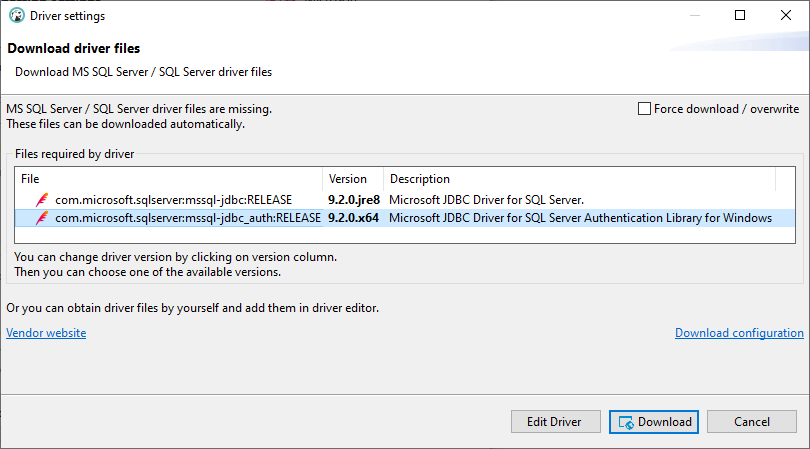 Driver settings
Download driver files
Download MS SQL Server / SQL Server driver files
MS SQL Server / SQL Server driver files are missing.
Force download / overwrite
These files can be downloaded automatically.
Files required by driver
File Version Description
com.microsoft.sqlserver:mssql-jdbc:RELEASE 9.2.0.jre8 Microsoft JDBC Driver for SQL Server.
com.microsoft.sqlserver:mssql-jdbc_auth:RELEASE 9.2.0.x64 Microsoft JDBC Driver for SQL Server Authentication Library for Windows
You can change driver version by clicking on version column.
Then you can choose one of the available versions.
Or you can obtain driver files by yourself and add them in driver editor.
Vendor website
Download configuration
Edit Driver
Download
Cancel